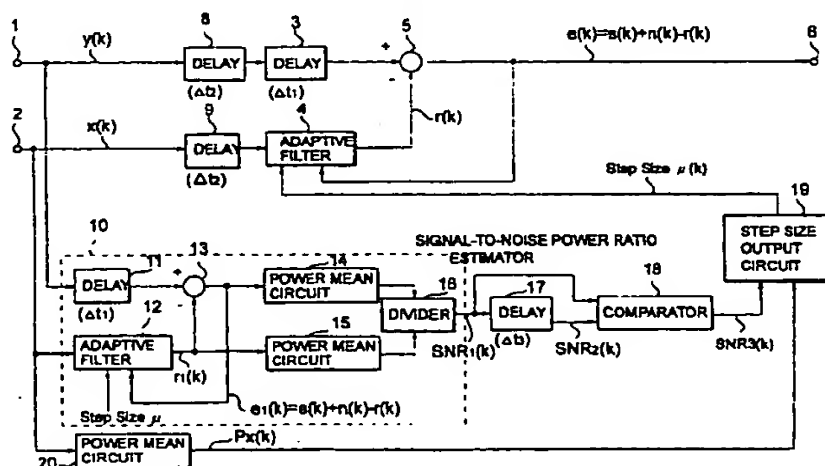 1
y(k)
8
DELAY
(Δt2)
3
DELAY
(Δt1)
5
+
-
e(k)=s(k)+n(k)-r(k)
6
2
x(k)
9
DELAY
(Δt2)
4
ADAPTIVE
FILTER
r(k)
Step Size μ(k)
19
STEP SIZE
OUTPUT
CIRCUIT
10
SIGNAL-TO-NOISE POWER RATIO
ESTIMATOR
11
DELAY
(Δt1)
+
-
13
14
POWER MEAN
CIRCUIT
16
DIVIDER
17
DELAY
(Δt3)
18
COMPARATOR
12
ADAPTIVE
FILTER
r1(k)
15
POWER MEAN
CIRCUIT
SNR1(k)
SNR2(k)
SNR3(k)
Step Size μ
e1(k)=s(k)+n(k)-r(k)
POWER MEAN
CIRCUIT
20
Px(k)